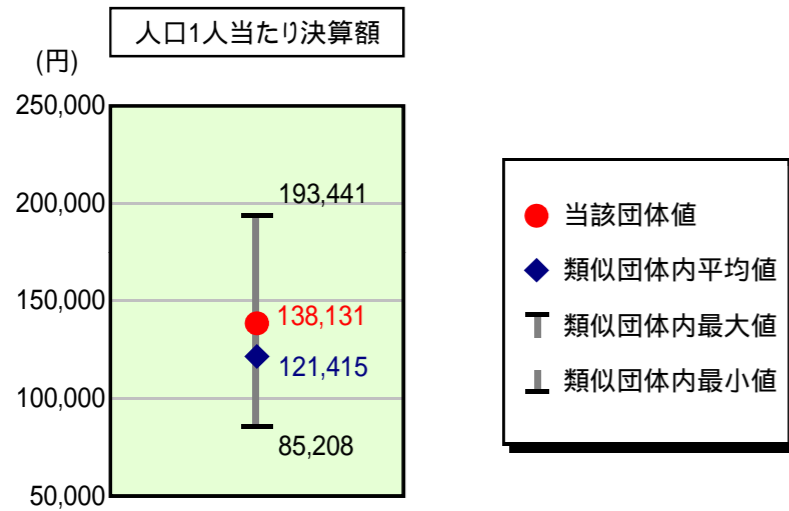 人口1人当たり決算額
(円)
250,000
200,000
150,000
100,000
50,000
193,441
138,131
121,415
85,208
当該団体値
類似団体内平均値
類似団体内最大値
類似団体内最小値